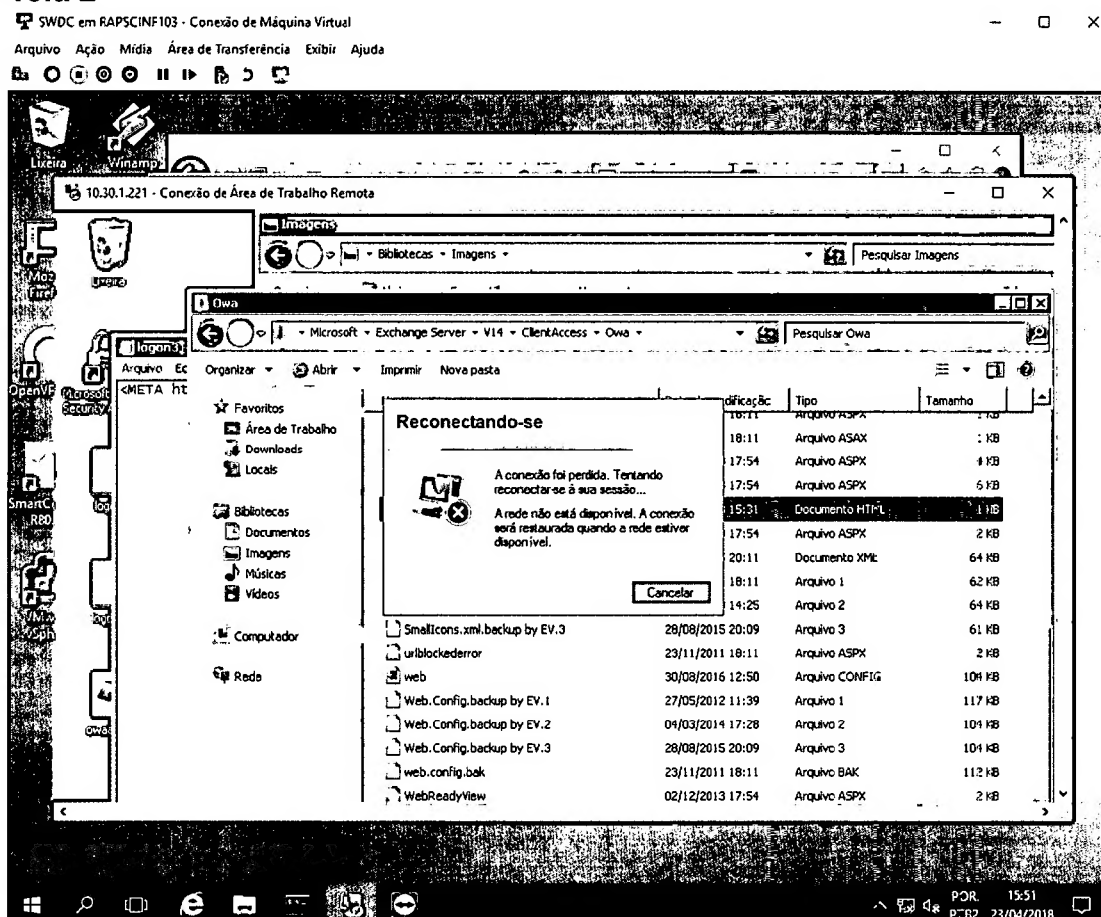 SWDC em RAPSCINF103 - Conexão de Máquina Virtual
Arquivo Ação Mídia Área de Transferência Exibir Ajuda
Lixeira
Winamp
10.30.1.221 - Conexão de Área de Trabalho Remota
Imagens
Bibliotecas - Imagens
Pesquisar Imagens
Lixeira
Owa
Microsoft - Exchange Server - V14 - ClientAccess - Owa
Pesquisar Owa
Organizar Abrir Imprimir Nova pasta
Arquivo Ec
<META ht
Microsoft
Security
Favoritos
Área de Trabalho
Downloads
Locais
Bibliotecas
Documentos
Imagens
Músicas
Vídeos
Computador
Rede
Tipo Tamanho
18:11 Arquivo ASAX
17:54 Arquivo ASPX 4 KB
17:54 Arquivo ASPX 6 KB
15:31 Documento HTML
17:54 Arquivo ASPX 2 KB
20:11 Documento XML 64 KB
18:11 Arquivo 1 62 KB
14:25 Arquivo 2 64 KB
SmallIcons.xml.backup by EV.3 28/08/2015 20:09 Arquivo 3 61 KB
urlblockederror 23/11/2011 18:11 Arquivo ASPX 2 KB
web 30/08/2016 12:50 Arquivo CONFIG 104 KB
Web.Config.backup by EV.1 27/05/2012 11:39 Arquivo 1 117 KB
Web.Config.backup by EV.2 04/03/2014 17:28 Arquivo 2 104 KB
Web.Config.backup by EV.3 28/08/2015 20:09 Arquivo 3 104 KB
web.config.bak 23/11/2011 18:11 Arquivo BAK 112 KB
WebReadyView 02/12/2013 17:54 Arquivo ASPX 2 KB
Reconectando-se
A conexão foi perdida. Tentando
reconectar-se à sua sessão...
A rede não está disponível. A conexão
será restaurada quando a rede estiver
disponível.
Cancelar
POR 15:51
PTB2 23/04/2018